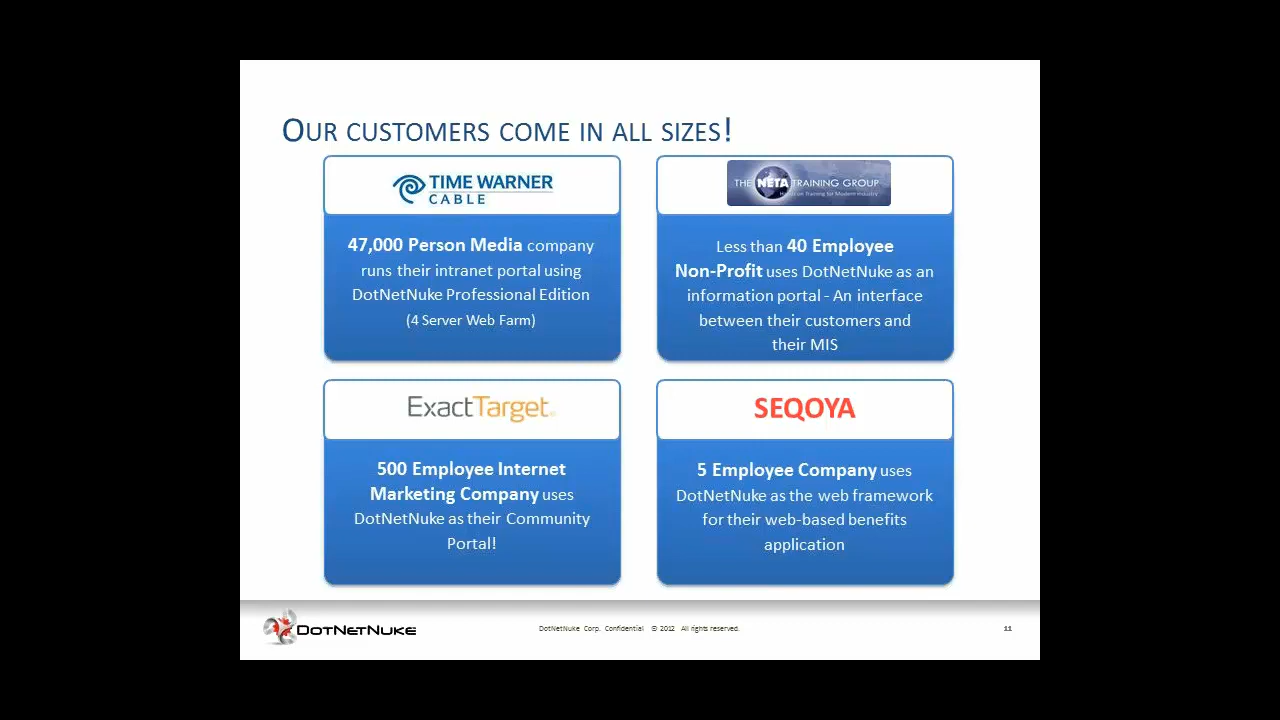 OUR CUSTOMERS COME IN ALL SIZES!
TIME WARNER
CABLE
47,000 Person Media company
runs their intranet portal using
DotNetNuke Professional Edition
(4 Server Web Farm)
THE NETA TRAINING GROUP
Training for Modern Industry
Less than 40 Employee
Non-Profit uses DotNetNuke as an
information portal - An interface
between their customers and
their MIS
ExactTarget
500 Employee Internet
Marketing Company uses
DotNetNuke as their Community
Portal!
SEQOYA
5 Employee Company uses
DotNetNuke as the web framework
for their web-based benefits
application
DOTNETNUKE
DotNetNuke Corp. Confidential © 2012 All rights reserved.
11